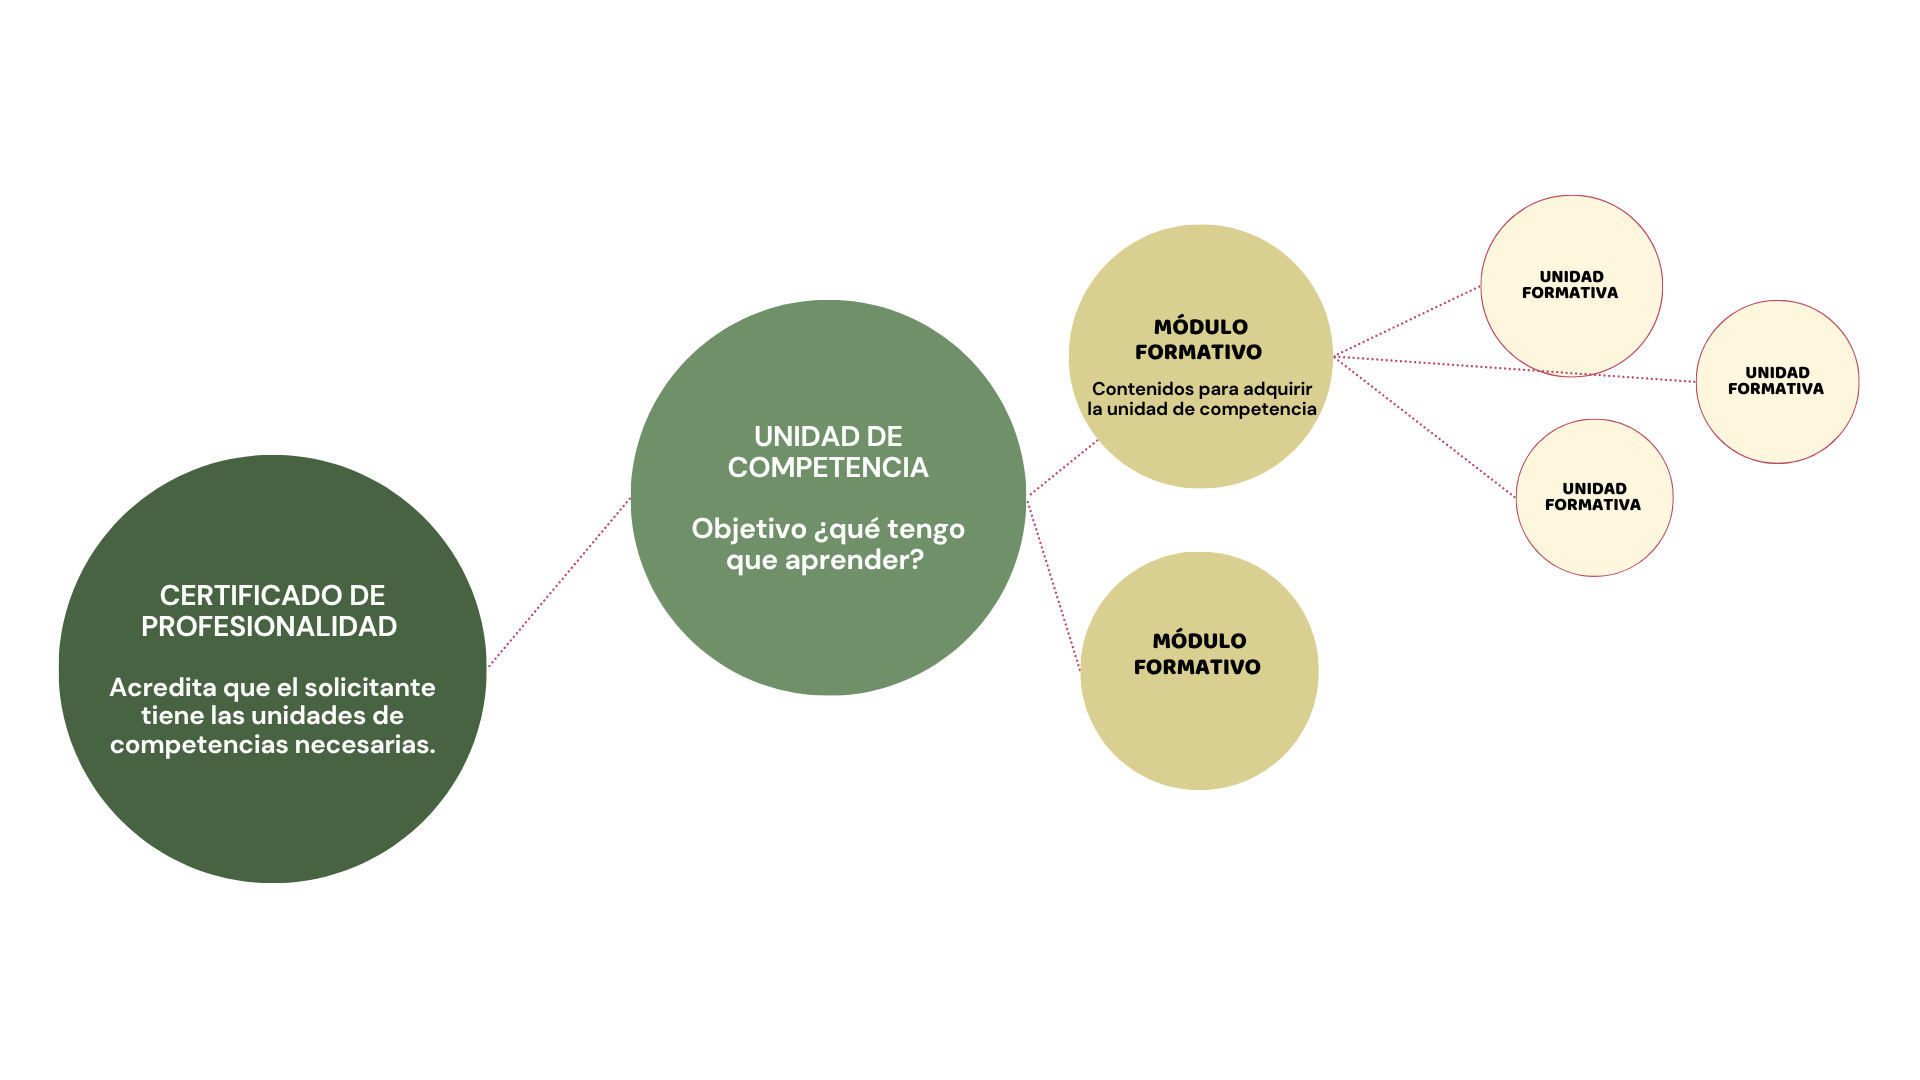 CERTIFICADO DE
PROFESIONALIDAD
Acredita que el solicitante
tiene las unidades de
competencias necesarias.
UNIDAD DE
COMPETENCIA
Objetivo ¿qué tengo
que aprender?
MÓDULO
FORMATIVO
Contenidos para adquirir
la unidad de competencia
MÓDULO
FORMATIVO
UNIDAD
FORMATIVA
UNIDAD
FORMATIVA
UNIDAD
FORMATIVA